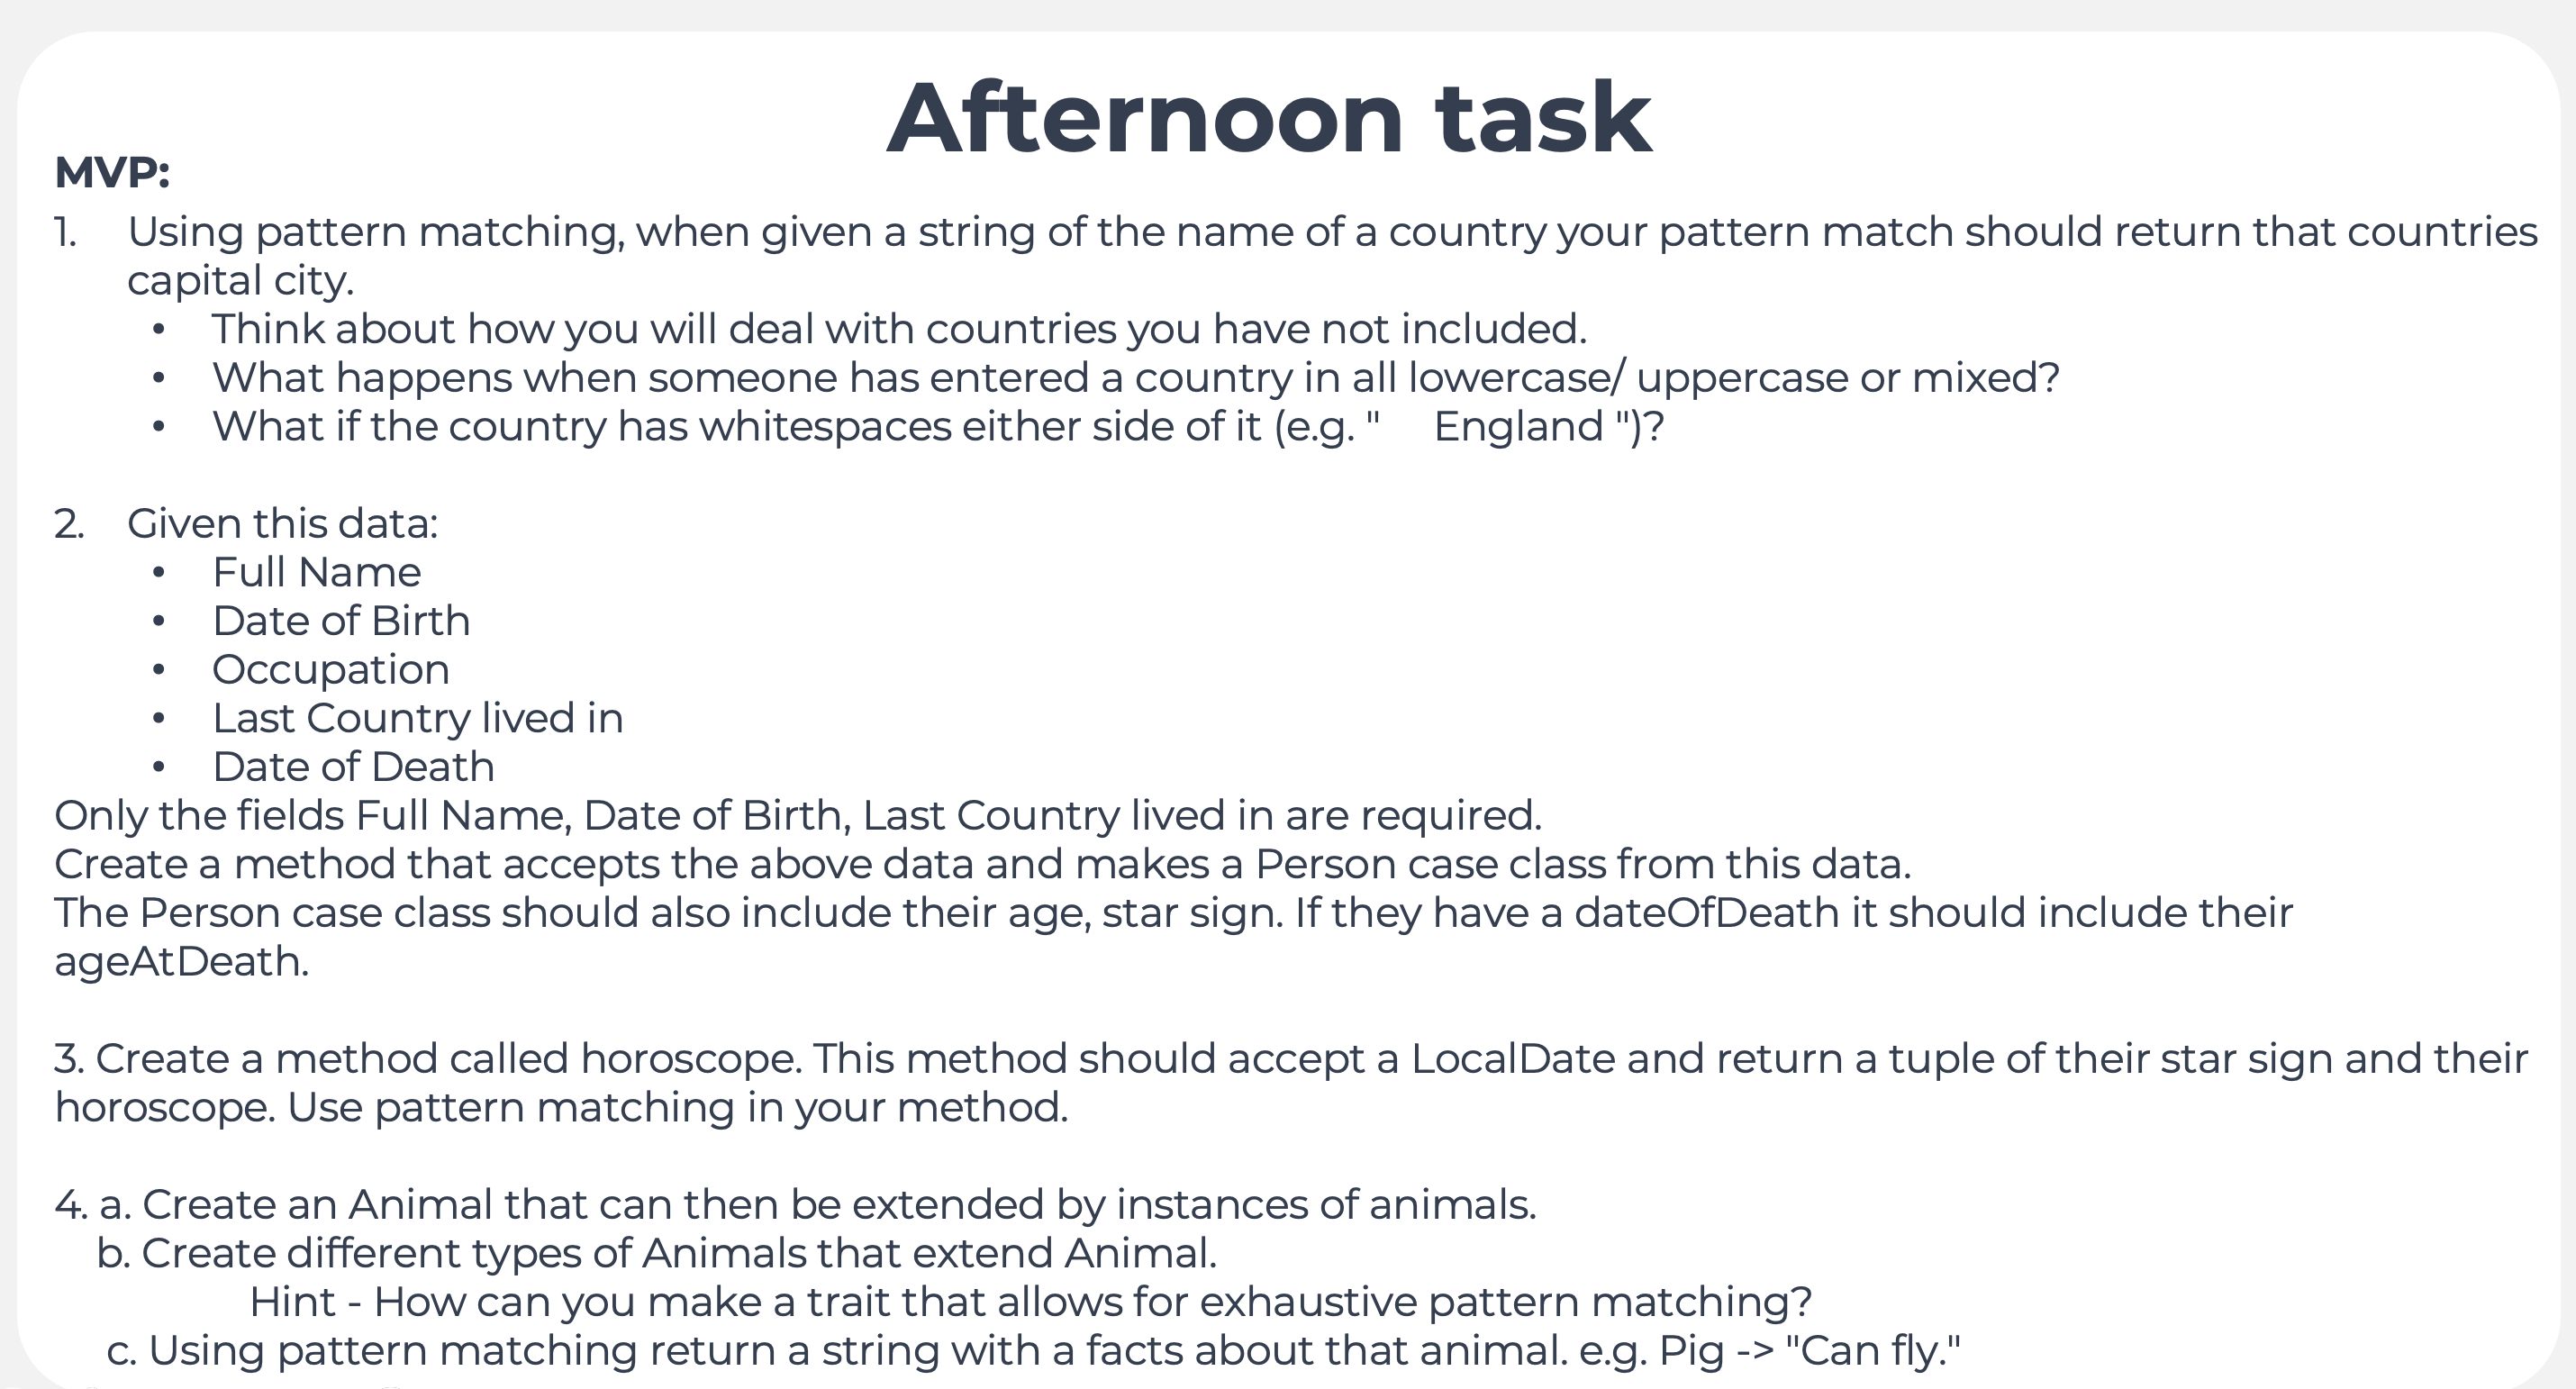 Afternoon task
MVP:
1. Using pattern matching, when given a string of the name of a country your pattern match should return that countries
capital city.
• Think about how you will deal with countries you have not included.
• What happens when someone has entered a country in all lowercase/ uppercase or mixed?
• What if the country has whitespaces either side of it (e.g. "    England ")?
2. Given this data:
• Full Name
• Date of Birth
• Occupation
• Last Country lived in
• Date of Death
Only the fields Full Name, Date of Birth, Last Country lived in are required.
Create a method that accepts the above data and makes a Person case class from this data.
The Person case class should also include their age, star sign. If they have a dateOfDeath it should include their
ageAtDeath.
3. Create a method called horoscope. This method should accept a LocalDate and return a tuple of their star sign and their
horoscope. Use pattern matching in your method.
4. a. Create an Animal that can then be extended by instances of animals.
b. Create different types of Animals that extend Animal.
Hint - How can you make a trait that allows for exhaustive pattern matching?
c. Using pattern matching return a string with a facts about that animal. e.g. Pig -> "Can fly."